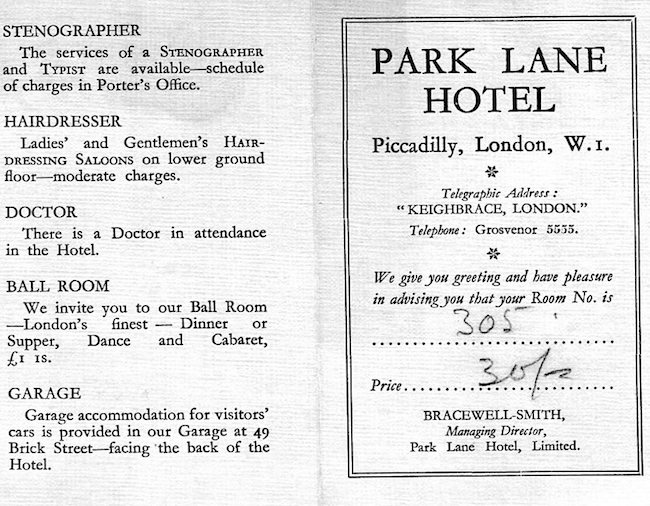 STENOGRAPHER
The services of a STENOGRAPHER
and TYPIST are available—schedule
of charges in Porter's Office.
HAIRDRESSER
Ladies' and Gentlemen's HAIR-
DRESSING SALOONS on lower ground
floor—moderate charges.
DOCTOR
There is a Doctor in attendance
in the Hotel.
BALL ROOM
We invite you to our Ball Room
—London's finest — Dinner or
Supper, Dance and Cabaret,
£1 1s.
GARAGE
Garage accommodation for visitors'
cars is provided in our Garage at 49
Brick Street—facing the back of the
Hotel.
PARK LANE
HOTEL
Piccadilly, London, W.1.
Telegraphic Address :
"KEIGHBRACE, LONDON."
Telephone : Grosvenor 5555.
We give you greeting and have pleasure
in advising you that your Room No. is
305
Price 30/-
BRACEWELL-SMITH,
Managing Director,
Park Lane Hotel, Limited.